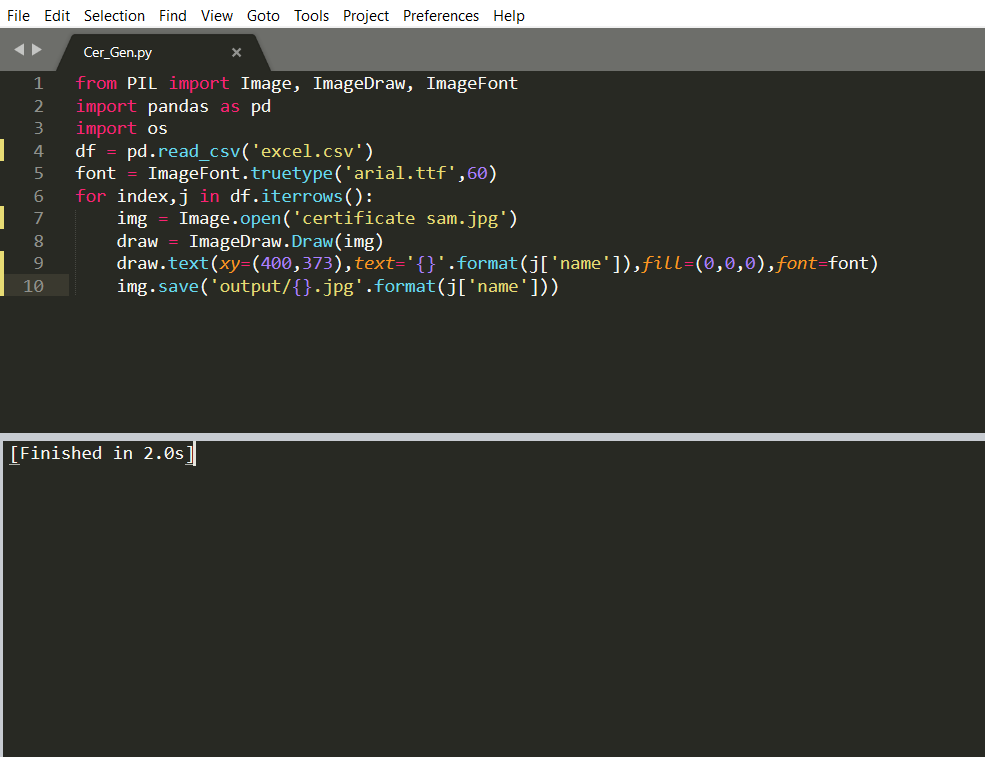 File Edit Selection Find View Goto Tools Project Preferences Help
Cer_Gen.py ×
1 from PIL import Image, ImageDraw, ImageFont
2 import pandas as pd
3 import os
4 df = pd.read_csv('excel.csv')
5 font = ImageFont.truetype('arial.ttf',60)
6 for index,j in df.iterrows():
7     img = Image.open('certificate sam.jpg')
8     draw = ImageDraw.Draw(img)
9     draw.text(xy=(400,373),text='{}'.format(j['name']),fill=(0,0,0),font=font)
10     img.save('output/{}.jpg'.format(j['name']))
[Finished in 2.0s]